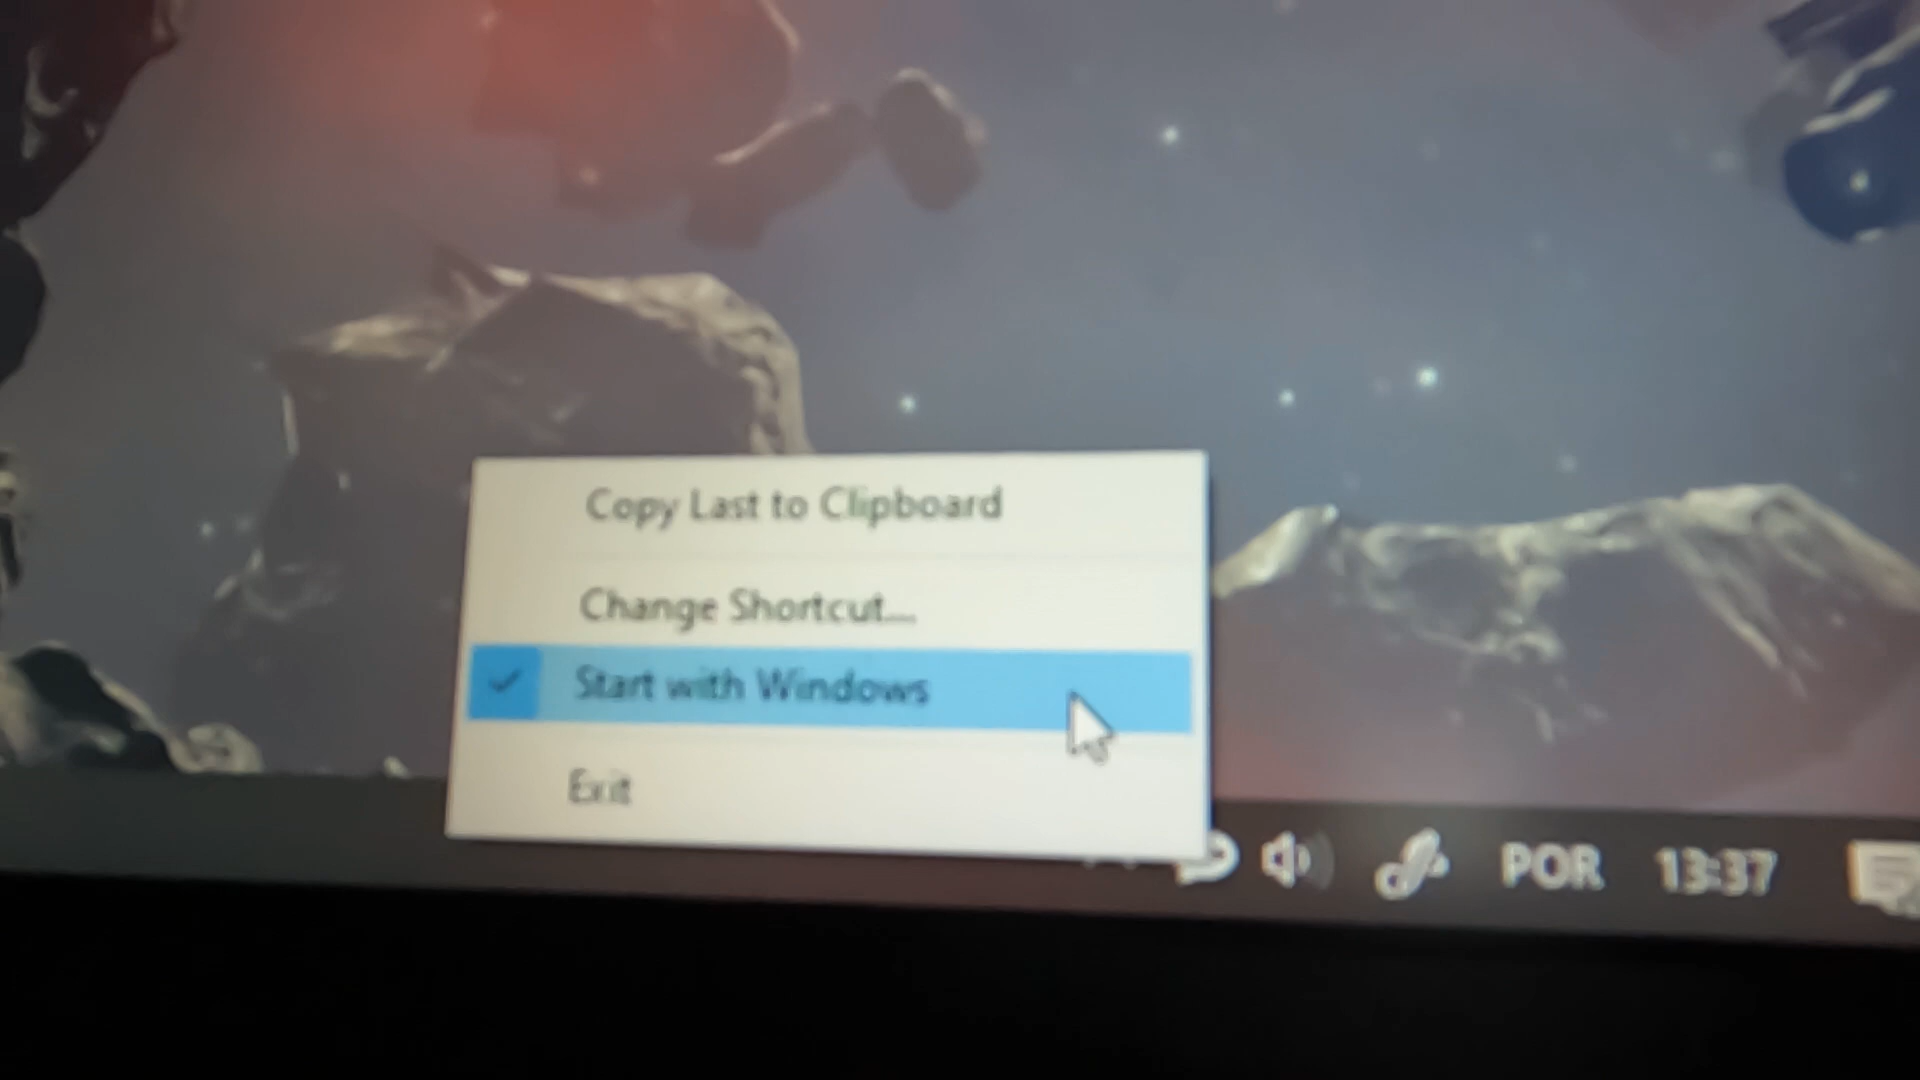 Copy Last to Clipboard
Change Shortcut...
Start with Windows
Exit
POR
13:37